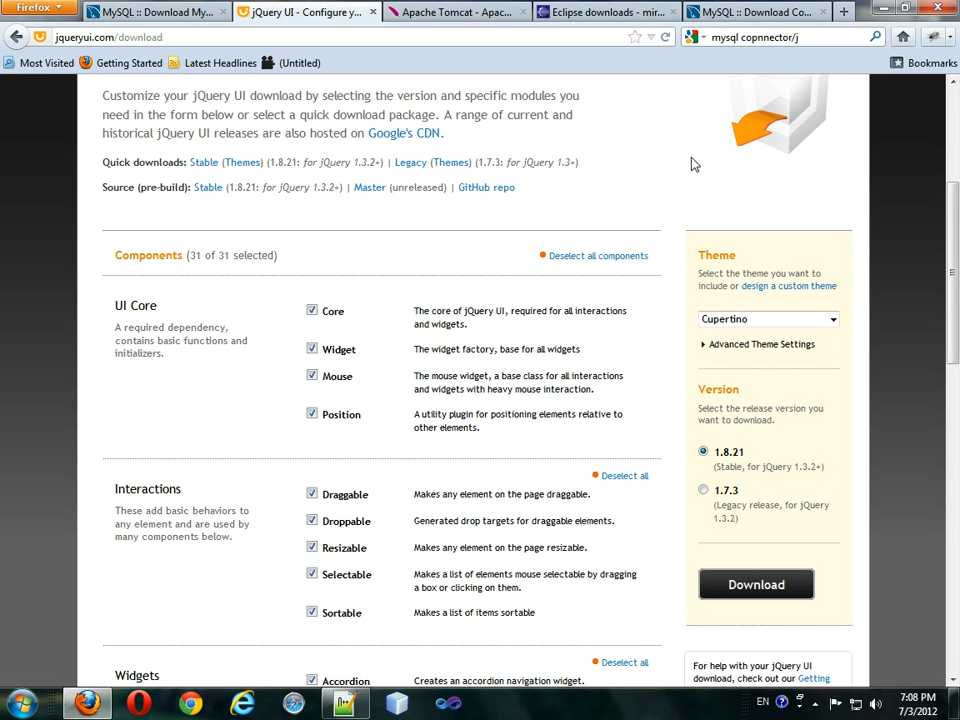 Firefox
MySQL :: Download My...
jQuery UI - Configure y...
Apache Tomcat - Apac...
Eclipse downloads - mir...
MySQL :: Download Co...
jqueryui.com/download
mysql copnnector/j
Most Visited
Getting Started
Latest Headlines
(Untitled)
Bookmarks
Customize your jQuery UI download by selecting the version and specific modules you
need in the form below or select a quick download package. A range of current and
historical jQuery UI releases are also hosted on Google's CDN.
Quick downloads: Stable (Themes) (1.8.21: for jQuery 1.3.2+) | Legacy (Themes) (1.7.3: for jQuery 1.3+)
Source (pre-build): Stable (1.8.21: for jQuery 1.3.2+) | Master (unreleased) | GitHub repo
Components (31 of 31 selected)
Deselect all components
UI Core
A required dependency,
contains basic functions and
initializers.
Core
The core of jQuery UI, required for all interactions
and widgets.
Widget
The widget factory, base for all widgets
Mouse
The mouse widget, a base class for all interactions
and widgets with heavy mouse interaction.
Position
A utility plugin for positioning elements relative to
other elements.
Deselect all
Interactions
These add basic behaviors to
any element and are used by
many components below.
Draggable
Makes any element on the page draggable.
Droppable
Generated drop targets for draggable elements.
Resizable
Makes any element on the page resizable.
Selectable
Makes a list of elements mouse selectable by dragging
a box or clicking on them.
Sortable
Makes a list of items sortable
Deselect all
Widgets
Accordion
Creates an accordion navigation widget.
Theme
Select the theme you want to
include or design a custom theme
Cupertino
Advanced Theme Settings
Version
Select the release version you
want to download.
1.8.21
(Stable, for jQuery 1.3.2+)
1.7.3
(Legacy release, for jQuery
1.3.2)
Download
For help with your jQuery UI
download, check out our Getting
EN
7:08 PM
7/3/2012